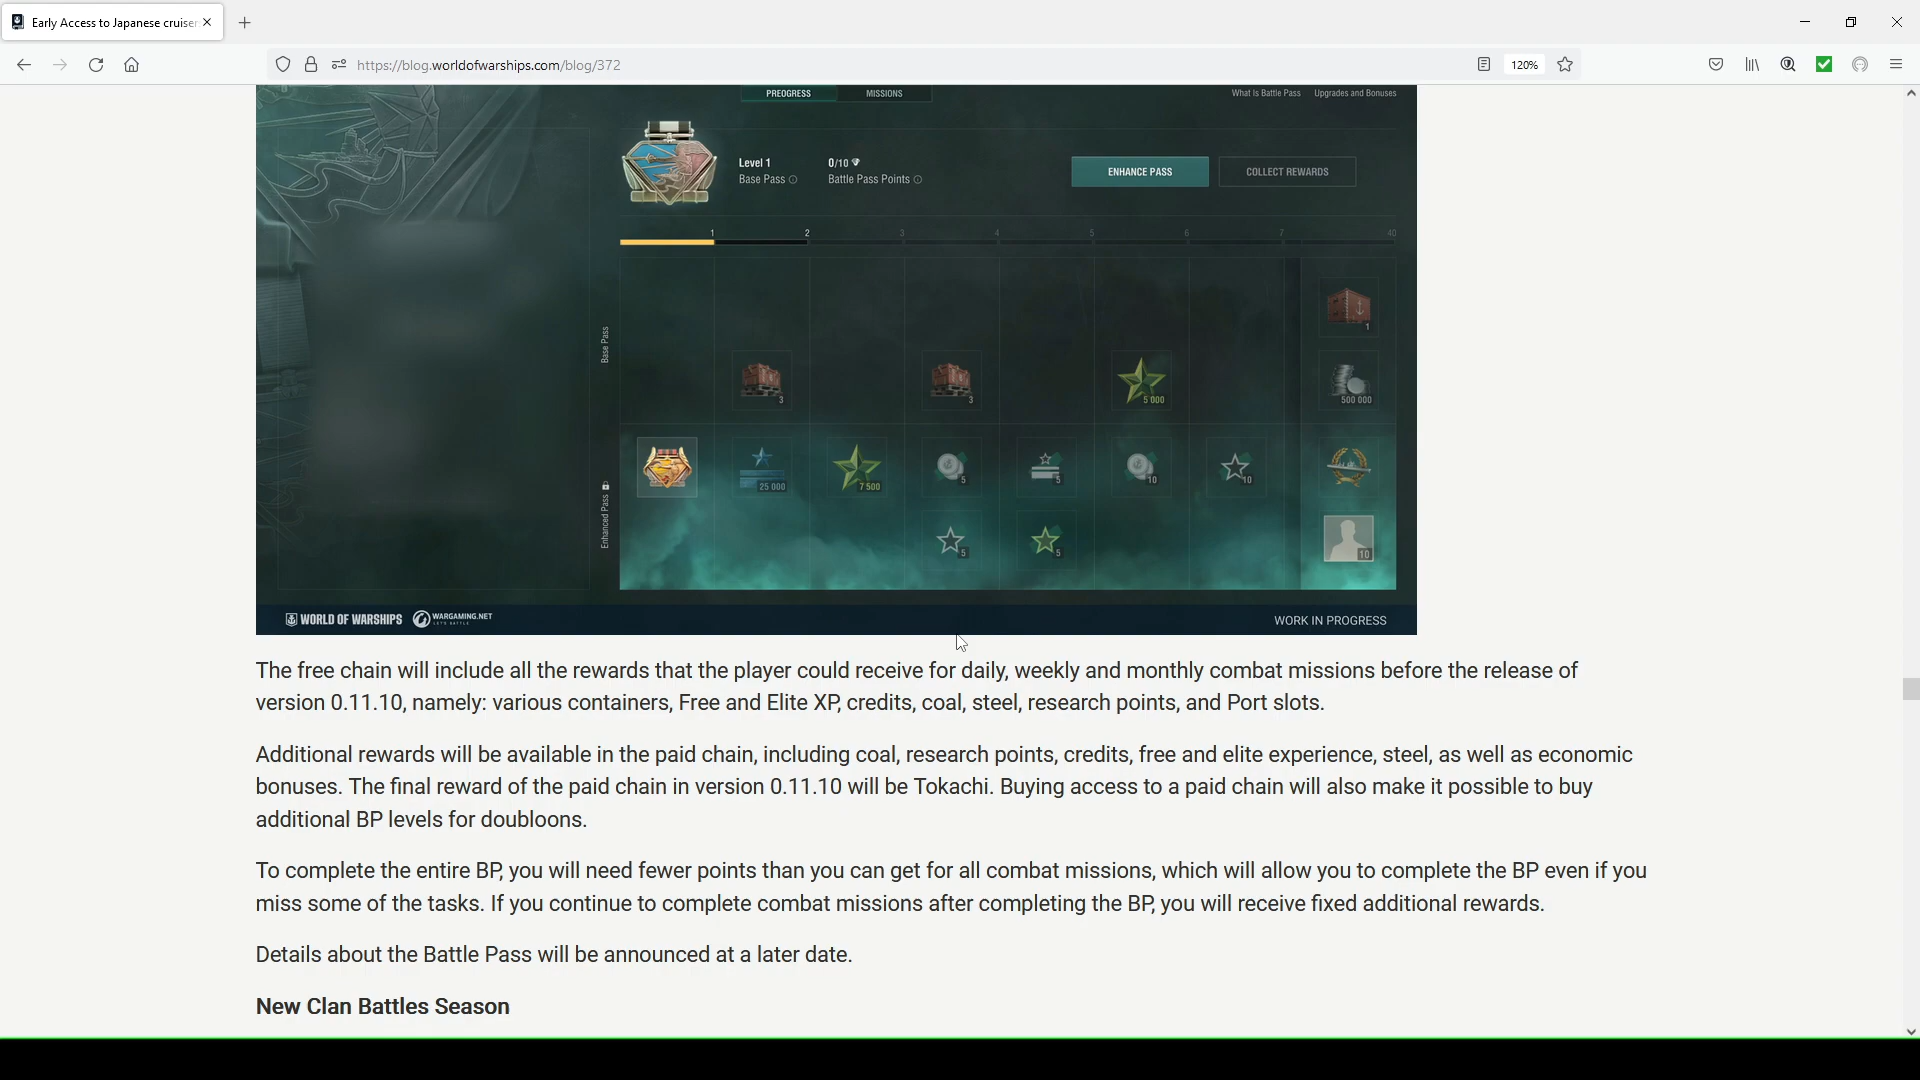 Early Access to Japanese cruiser
https://blog.worldofwarships.com/blog/372
120%
PREOGRESS
MISSIONS
What Is Battle Pass
Upgrades and Bonuses
Level 1
Base Pass
0/10
Battle Pass Points
ENHANCE PASS
COLLECT REWARDS
1
2
3
4
5
6
7
40
Base Pass
1
3
3
5 000
500 000
Enhanced Pass
25 000
7 500
5
5
10
10
5
5
10
WORLD OF WARSHIPS
WARGAMING.NET
LET'S BATTLE
WORK IN PROGRESS
The free chain will include all the rewards that the player could receive for daily, weekly and monthly combat missions before the release of
version 0.11.10, namely: various containers, Free and Elite XP, credits, coal, steel, research points, and Port slots.
Additional rewards will be available in the paid chain, including coal, research points, credits, free and elite experience, steel, as well as economic
bonuses. The final reward of the paid chain in version 0.11.10 will be Tokachi. Buying access to a paid chain will also make it possible to buy
additional BP levels for doubloons.
To complete the entire BP, you will need fewer points than you can get for all combat missions, which will allow you to complete the BP even if you
miss some of the tasks. If you continue to complete combat missions after completing the BP, you will receive fixed additional rewards.
Details about the Battle Pass will be announced at a later date.
New Clan Battles Season